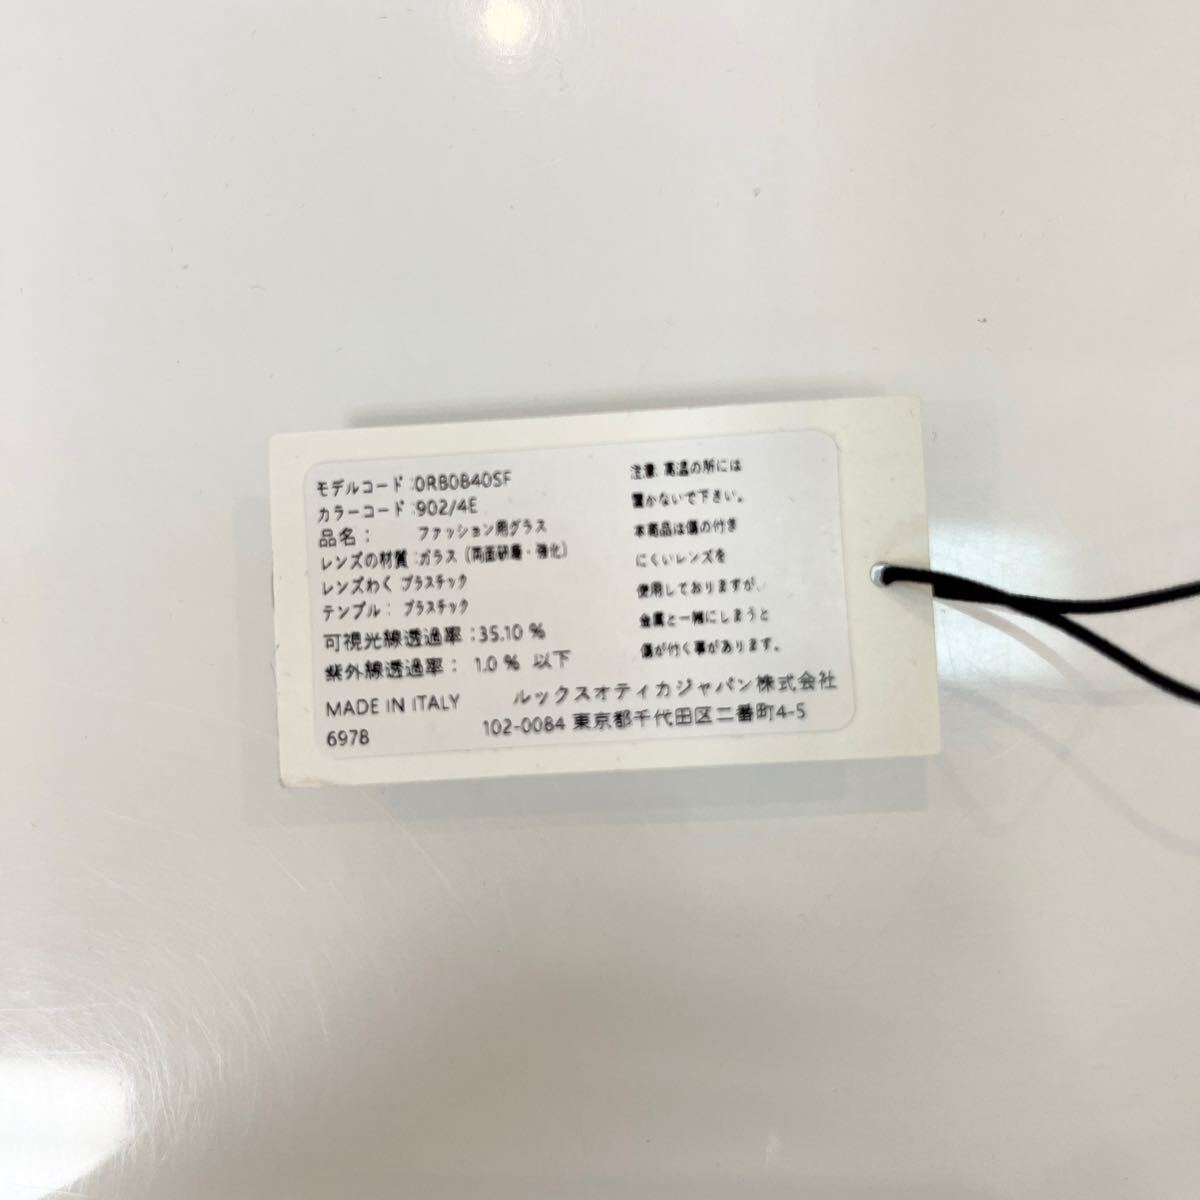 モデルコード :0RB0840SF
カラーコード :902/4E
品名: ファッション用グラス
レンズの材質 :ガラス (両面研磨・強化)
レンズわく プラスチック
テンプル: プラスチック
可視光線透過率 :35.10 %
紫外線透過率: 1.0 % 以下
MADE IN ITALY
6978
注意:高温の所には
置かないで下さい。
本商品は傷の付き
にくいレンズを
使用しておりますが、
金属と一緒にしまうと
傷が付く事があります。
ルックスオティカジャパン株式会社
102-0084 東京都千代田区二番町4-5